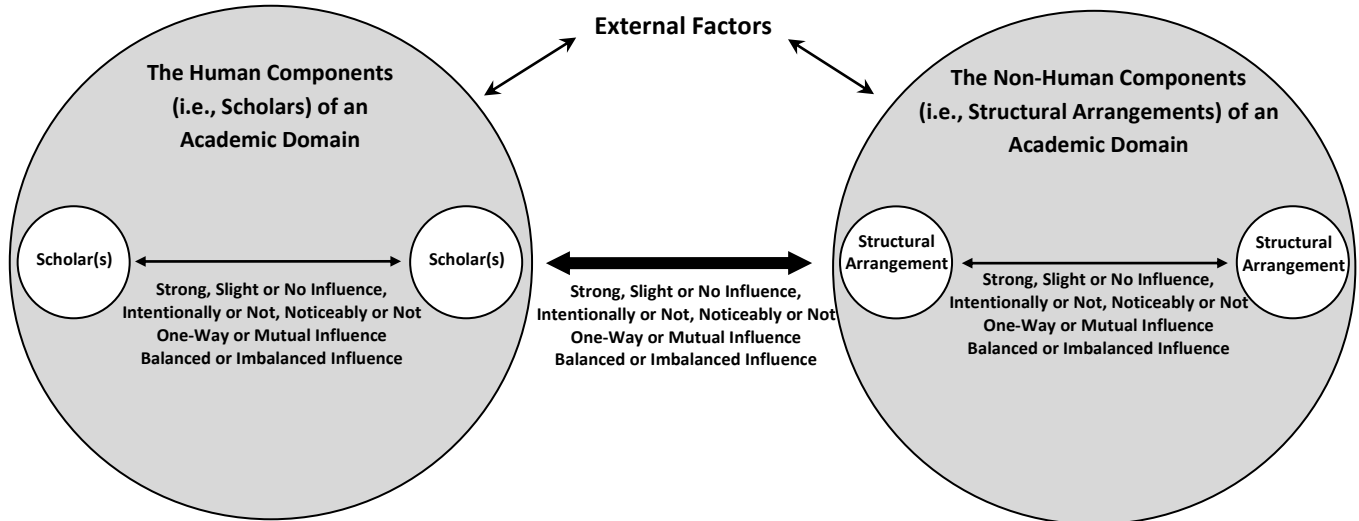 External Factors
The Human Components
(i.e., Scholars) of an
Academic Domain
The Non-Human Components
(i.e., Structural Arrangements) of an
Academic Domain
Scholar(s)
Scholar(s)
Strong, Slight or No Influence,
Intentionally or Not, Noticeably or Not
One-Way or Mutual Influence
Balanced or Imbalanced Influence
Strong, Slight or No Influence,
Intentionally or Not, Noticeably or Not
One-Way or Mutual Influence
Balanced or Imbalanced Influence
Structural
Arrangement
Structural
Arrangement
Strong, Slight or No Influence,
Intentionally or Not, Noticeably or Not
One-Way or Mutual Influence
Balanced or Imbalanced Influence